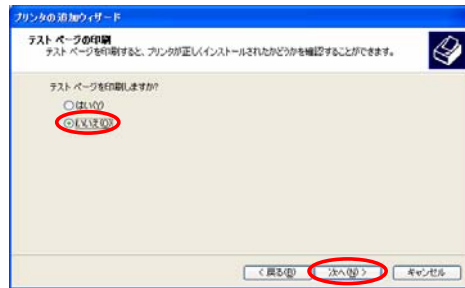 プリンタの追加ウィザード
テスト ページの印刷
テスト ページを印刷すると、プリンタが正しくインストールされたかどうかを確認することができます。
テスト ページを印刷しますか?
はい(Y)
いいえ(O)
< 戻る(B)
次へ(N) >
キャンセル